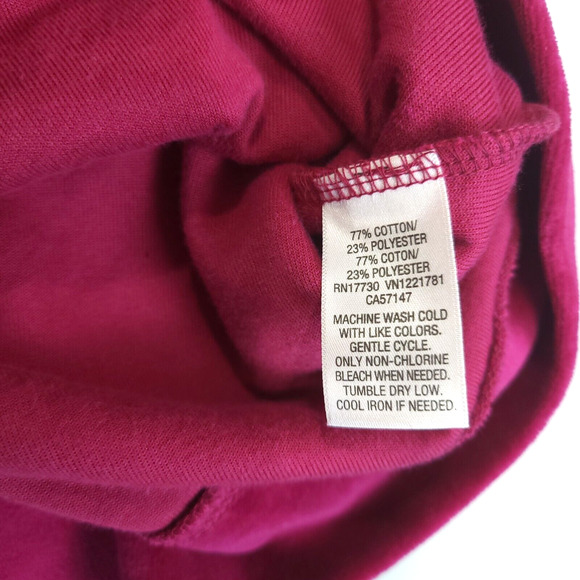 77% COTTON/
23% POLYESTER
77% COTON/
23% POLYESTER
RN17730 VN1221781
CA57147
MACHINE WASH COLD
WITH LIKE COLORS.
GENTLE CYCLE.
ONLY NON-CHLORINE
BLEACH WHEN NEEDED.
TUMBLE DRY LOW.
COOL IRON IF NEEDED.